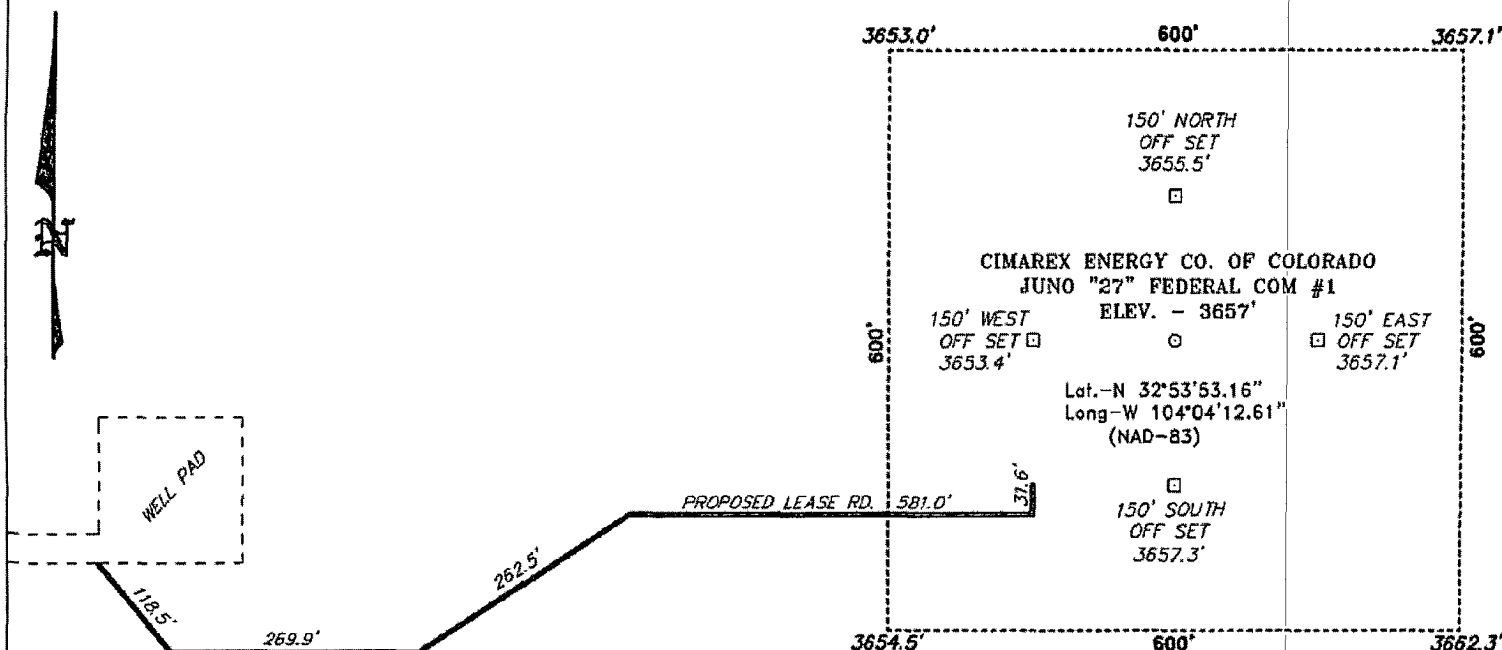 3653.0' 600' 3657.1'
150' NORTH
OFF SET
3655.5'
N
CIMAREX ENERGY CO. OF COLORADO
JUNO "27" FEDERAL COM #1
ELEV. - 3657'
150' WEST
OFF SET
3653.4'
150' EAST
OFF SET
3657.1'
600'
600'
Lat.-N 32°53'53.16"
Long-W 104°04'12.61"
(NAD-83)
WELL PAD
PROPOSED LEASE RD. 581.0'
31.6'
150' SOUTH
OFF SET
3657.3'
262.5'
118.5'
269.9'
3654.5' 600' 3662.3'